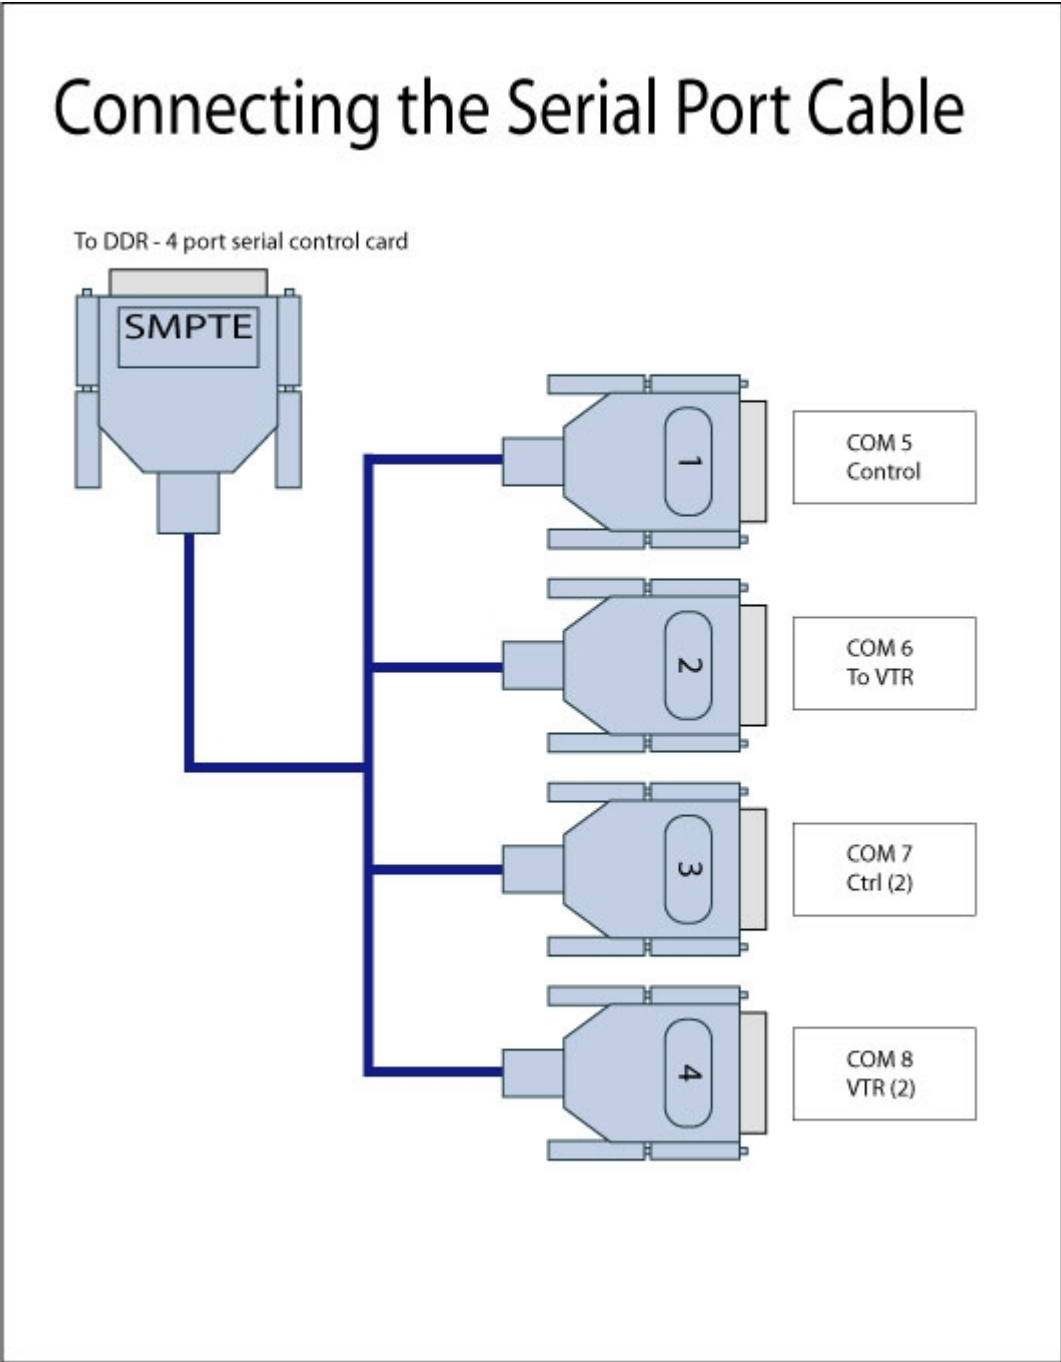 Connecting the Serial Port Cable
To DDR - 4 port serial control card
SMPTE
1
COM 5
Control
2
COM 6
To VTR
3
COM 7
Ctrl (2)
4
COM 8
VTR (2)